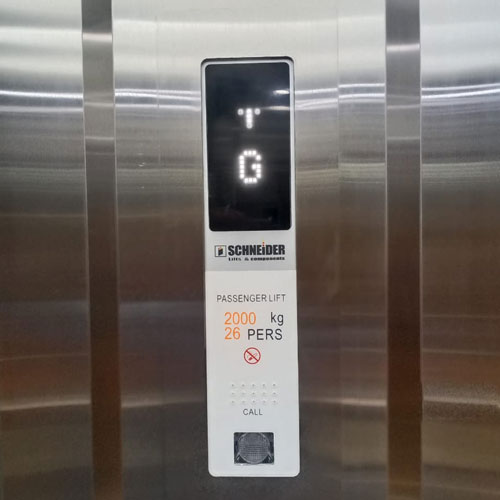 G
SCHNEiDER
Lifts & components
PASSENGER LIFT
2000 kg
26 PERS
CALL